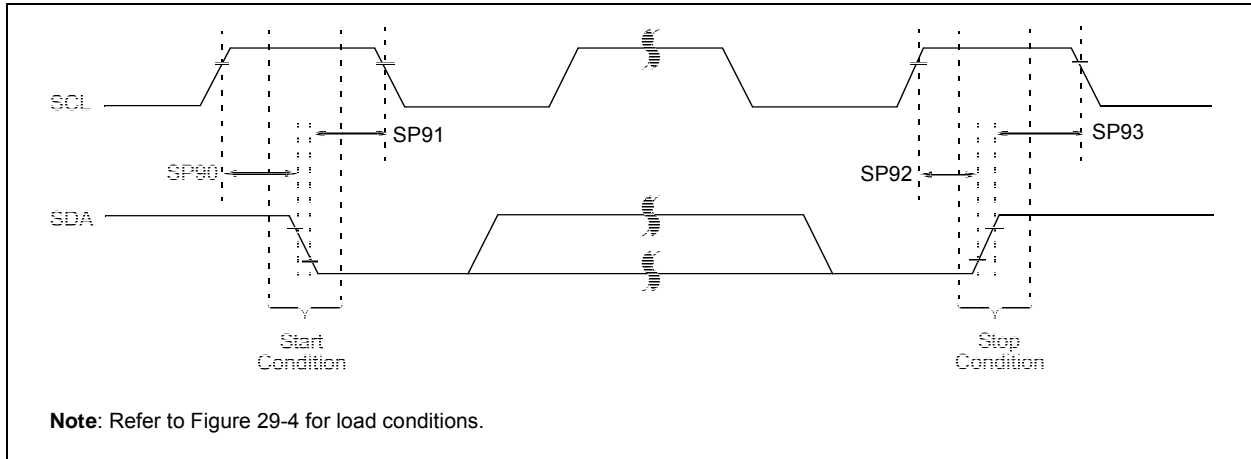 SCL
SP91
SP93
SP90
SP92
SDA
Start
Condition
Stop
Condition
Note: Refer to Figure 29-4 for load conditions.